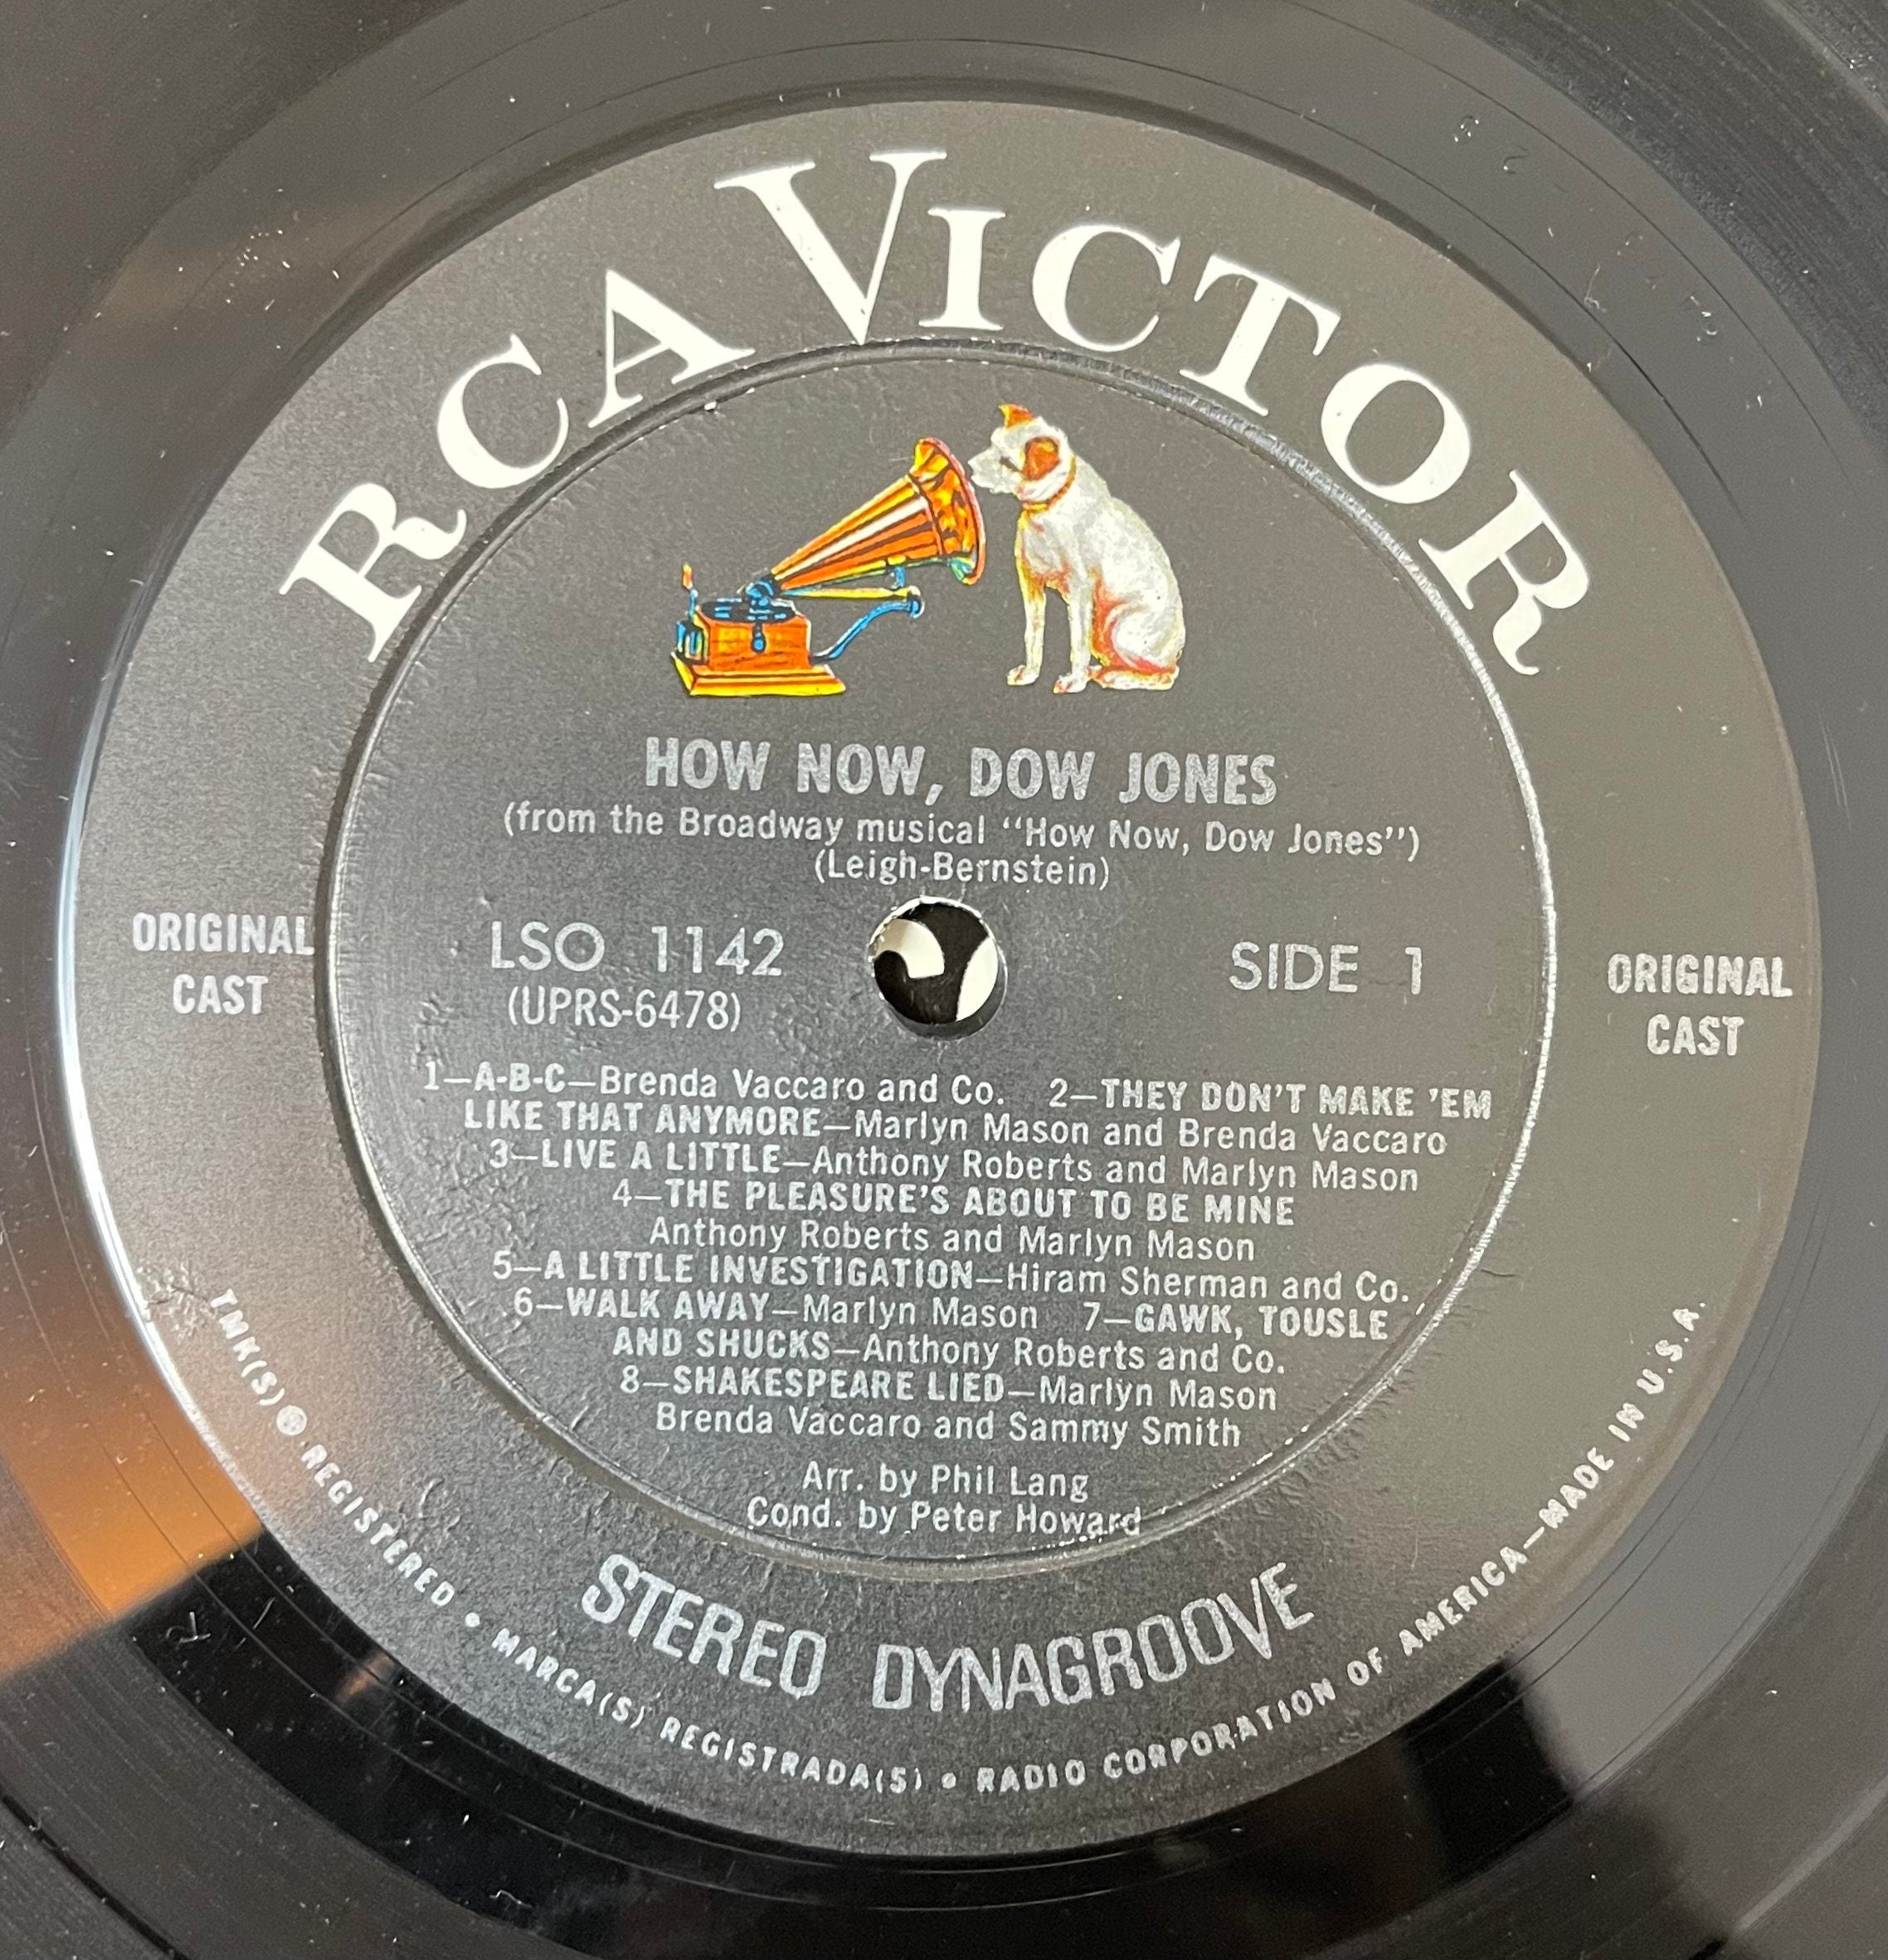 RCA VICTOR
HOW NOW, DOW JONES
(from the Broadway musical “How Now, Dow Jones”)
(Leigh-Bernstein)
ORIGINAL
CAST
LSO 1142
(UPRS-6478)
SIDE 1
ORIGINAL
CAST
1—A-B-C—Brenda Vaccaro and Co. 2—THEY DON'T MAKE 'EM
LIKE THAT ANYMORE—Marlyn Mason and Brenda Vaccaro
3—LIVE A LITTLE—Anthony Roberts and Marlyn Mason
4—THE PLEASURE'S ABOUT TO BE MINE
Anthony Roberts and Marlyn Mason
5—A LITTLE INVESTIGATION—Hiram Sherman and Co.
6—WALK AWAY—Marlyn Mason 7—GAWK, TOUSLE
AND SHUCKS—Anthony Roberts and Co.
8—SHAKESPEARE LIED—Marlyn Mason
Brenda Vaccaro and Sammy Smith
Arr. by Phil Lang
Cond. by Peter Howard
STEREO DYNAGROOVE
TMK(S) ® REGISTERED • MARCA(S) REGISTRADA(S) • RADIO CORPORATION OF AMERICA—MADE IN U.S.A.